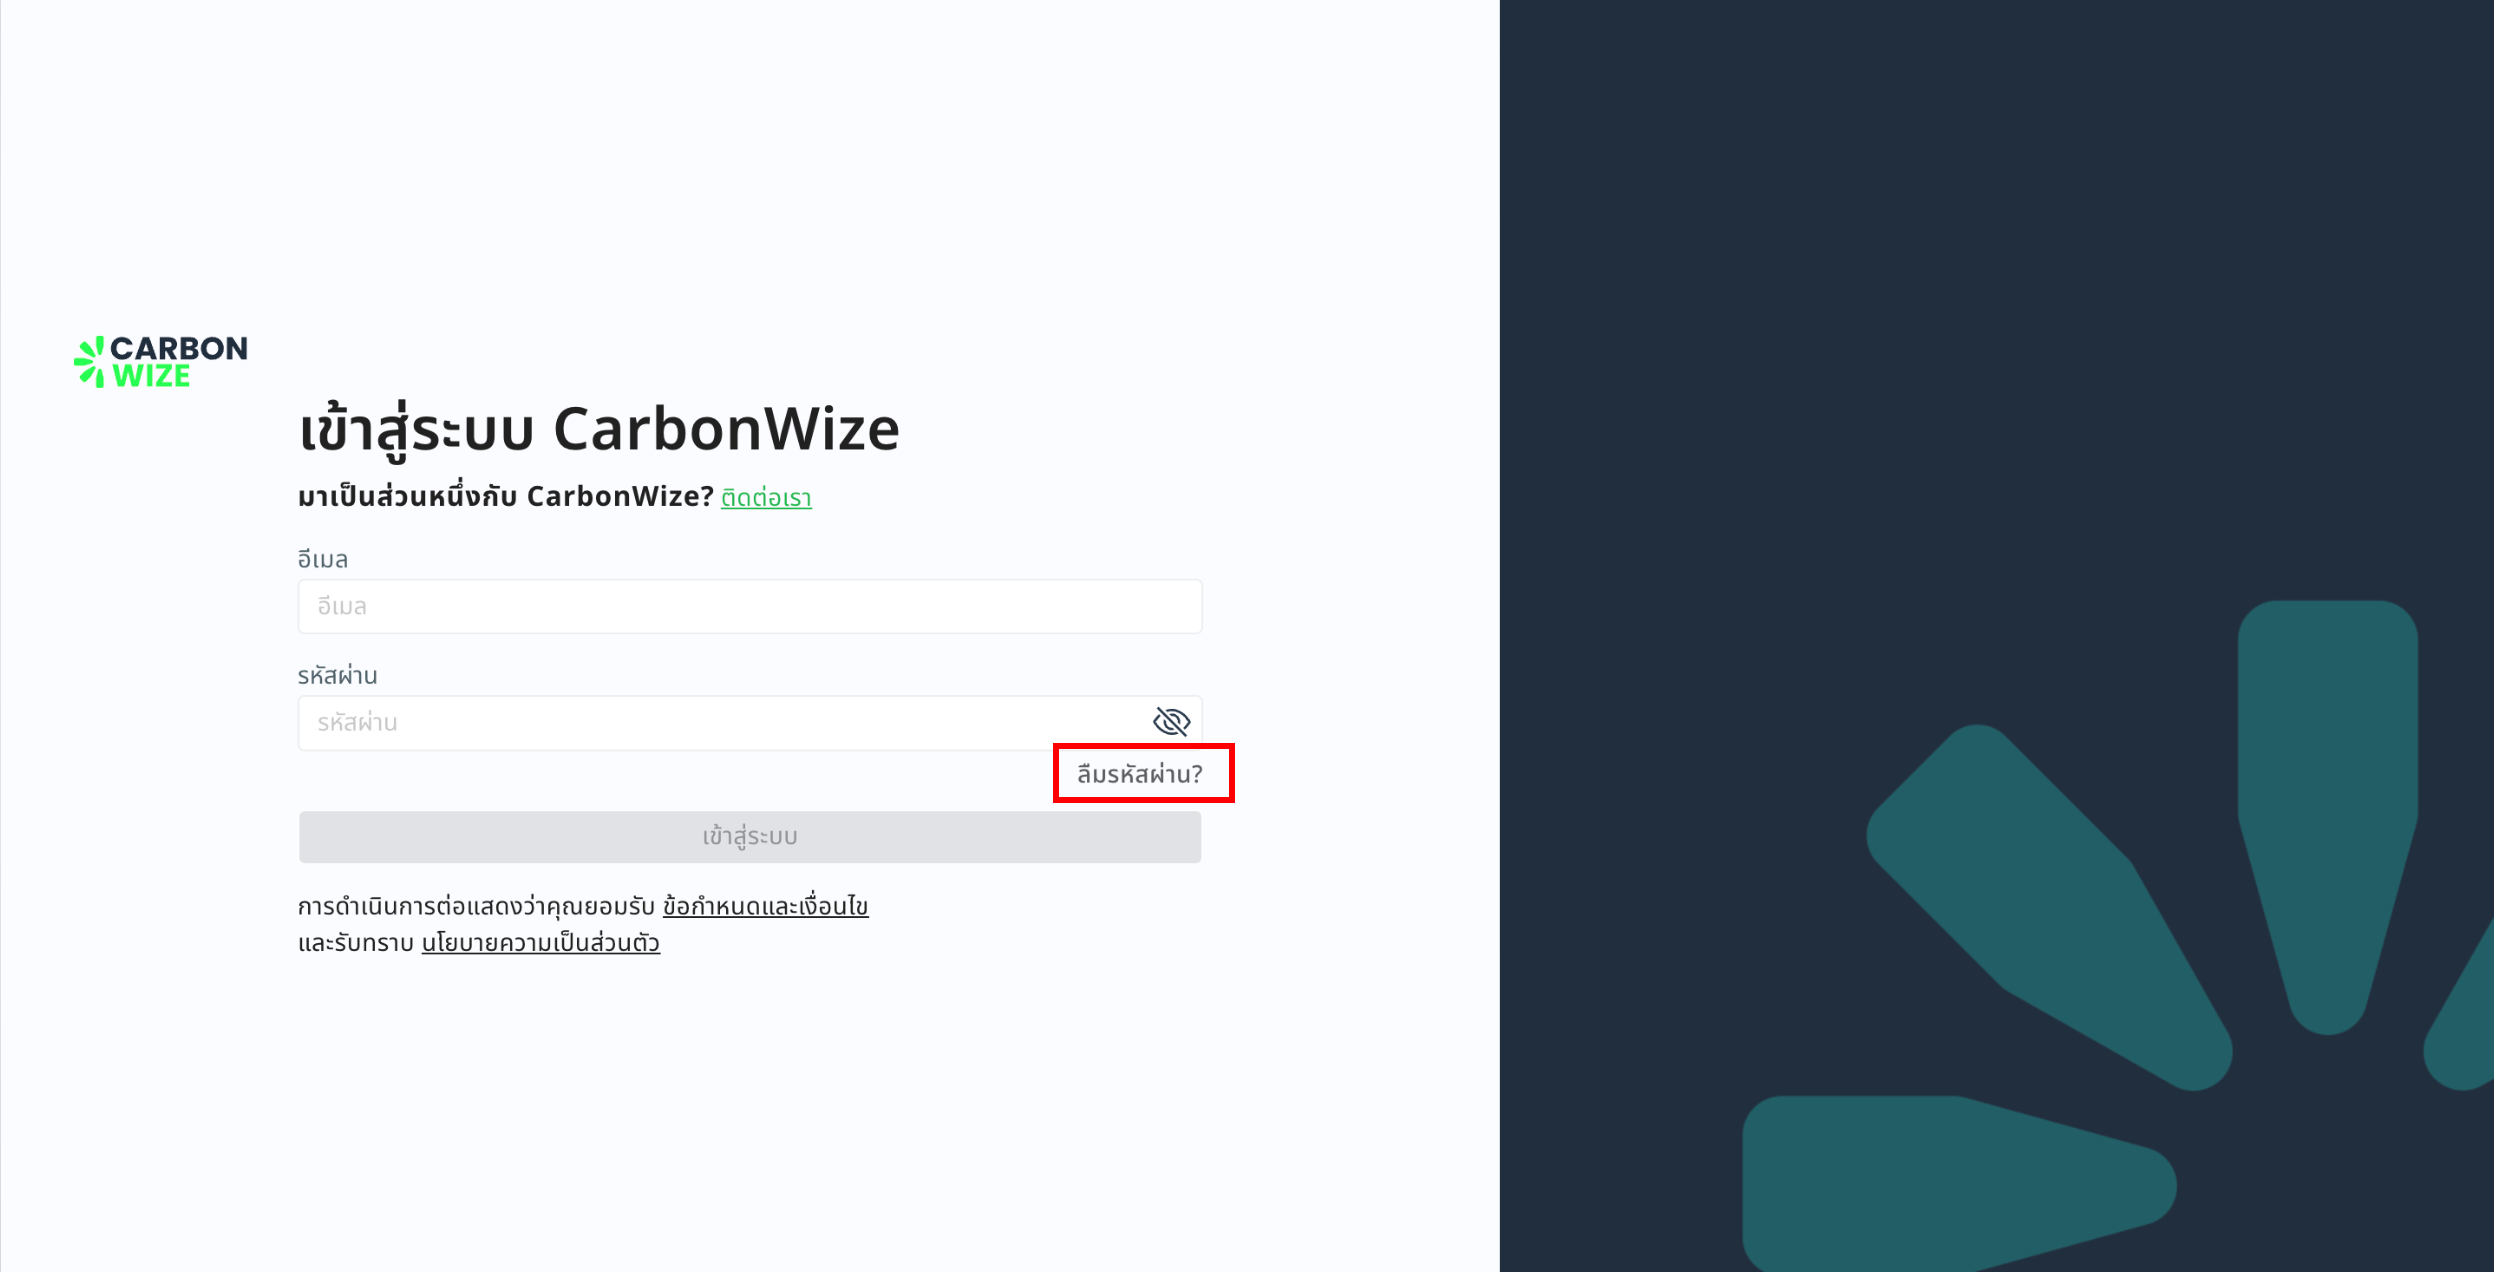 CARBON
WIZE
เข้าสู่ระบบ CarbonWize
มาเป็นส่วนหนึ่งกับ CarbonWize? ติดต่อเรา
อีเมล
อีเมล
รหัสผ่าน
รหัสผ่าน
ลืมรหัสผ่าน?
เข้าสู่ระบบ
การดำเนินการต่อแสดงว่าคุณยอมรับ ข้อกำหนดและเงื่อนไข
และรับทราบ นโยบายความเป็นส่วนตัว